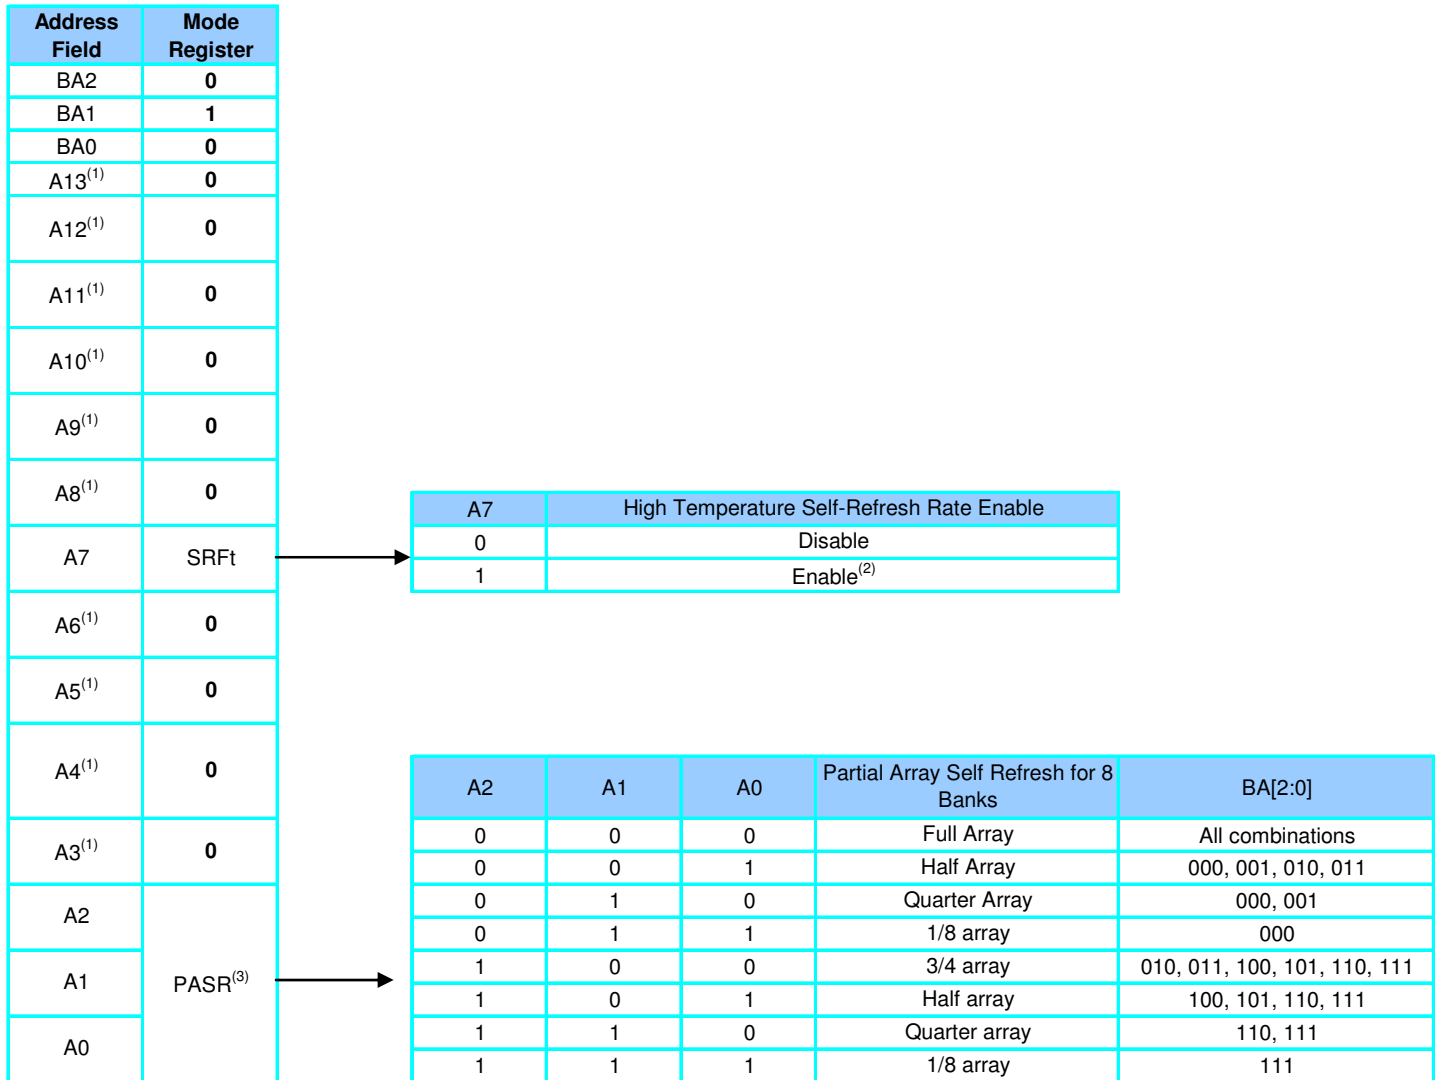 Address Field Mode Register
BA2 0
BA1 1
BA0 0
A13(1) 0
A12(1) 0
A11(1) 0
A10(1) 0
A9(1) 0
A8(1) 0
A7 SRFt
A6(1) 0
A5(1) 0
A4(1) 0
A3(1) 0
A2
A1 PASR(3)
A0
A7 High Temperature Self-Refresh Rate Enable
0 Disable
1 Enable(2)
A2 A1 A0 Partial Array Self Refresh for 8 Banks BA[2:0]
0 0 0 Full Array All combinations
0 0 1 Half Array 000, 001, 010, 011
0 1 0 Quarter Array 000, 001
0 1 1 1/8 array 000
1 0 0 3/4 array 010, 011, 100, 101, 110, 111
1 0 1 Half array 100, 101, 110, 111
1 1 0 Quarter array 110, 111
1 1 1 1/8 array 111